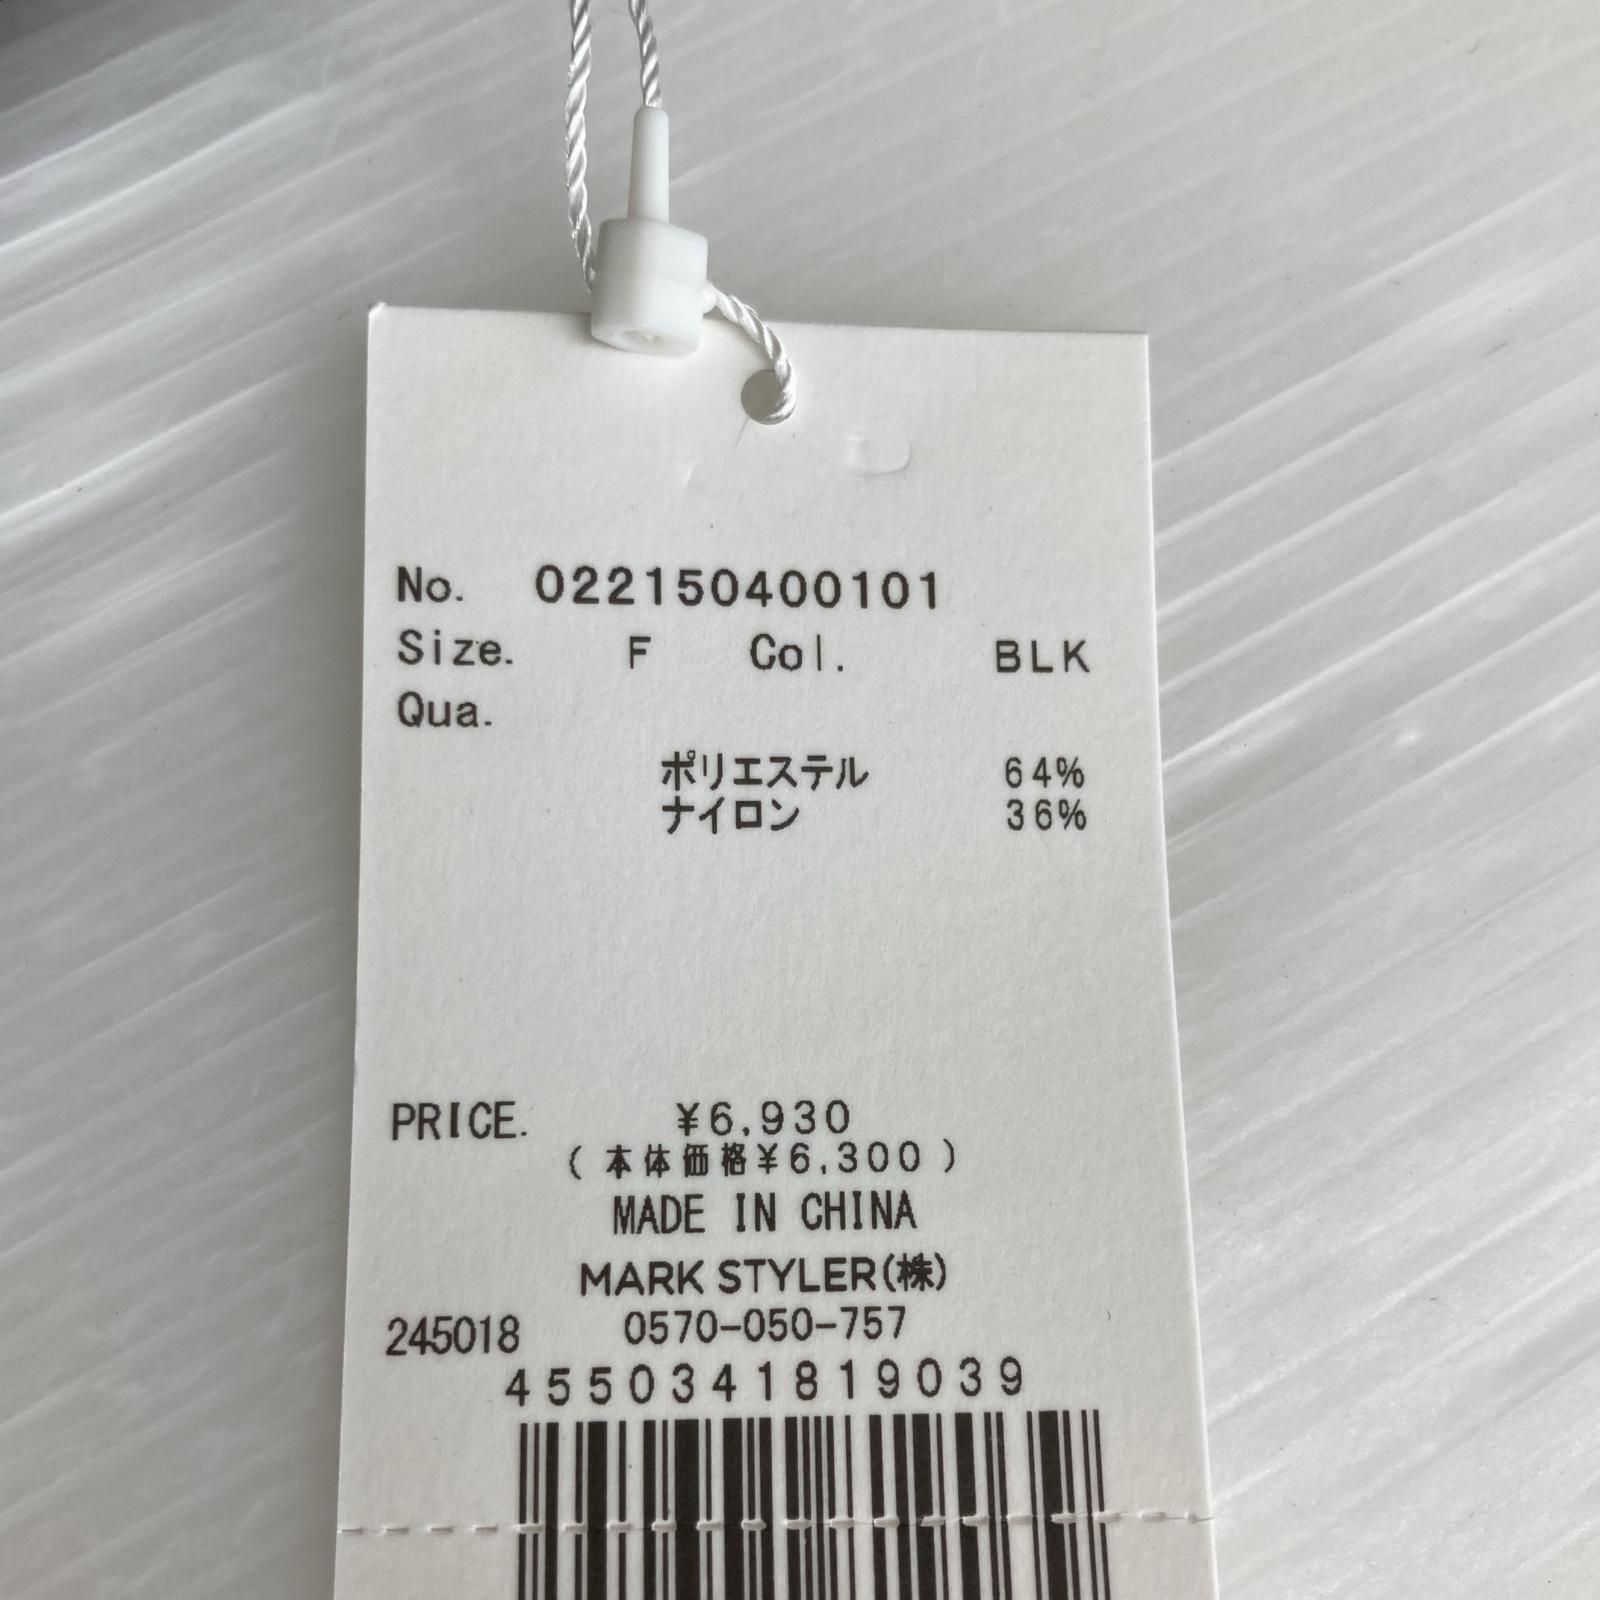 No. 022150400101
Size. F Col. BLK
Qua.
ポリエステル 64%
ナイロン 36%
PRICE. ¥6,930
(本体価格¥6,300)
MADE IN CHINA
MARK STYLER(株)
245018 0570-050-757
4550341819039